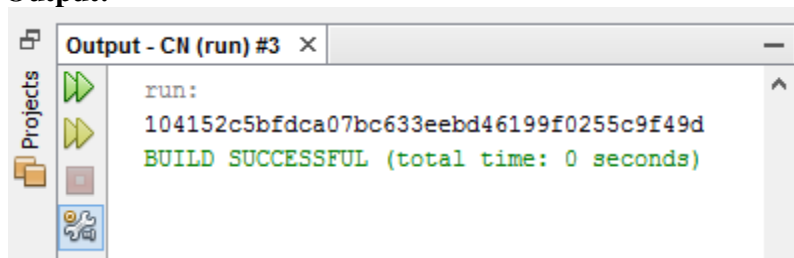 Output:
Output - CN (run) #3 ×
Projects
run:
104152c5bfdca07bc633eebd46199f0255c9f49d
BUILD SUCCESSFUL (total time: 0 seconds)